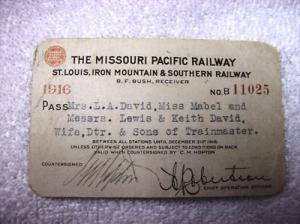 THE MISSOURI PACIFIC RAILWAY
ST. LOUIS, IRON MOUNTAIN & SOUTHERN RAILWAY
B. F. BUSH, RECEIVER
1916 NO. B 11025
PASS Mrs. L.A. David, Miss Mabel and
Messrs. Lewis & Keith David,
Wife, Dtr. & Sons of Trainmaster.
BETWEEN ALL STATIONS UNTIL DECEMBER 31ST 1916
UNLESS OTHERWISE ORDERED AND SUBJECT TO CONDITIONS ON BACK
VALID WHEN COUNTERSIGNED BY C. M. HOPTON
COUNTERSIGNED
A Robertson
CHIEF OPERATING OFFICER